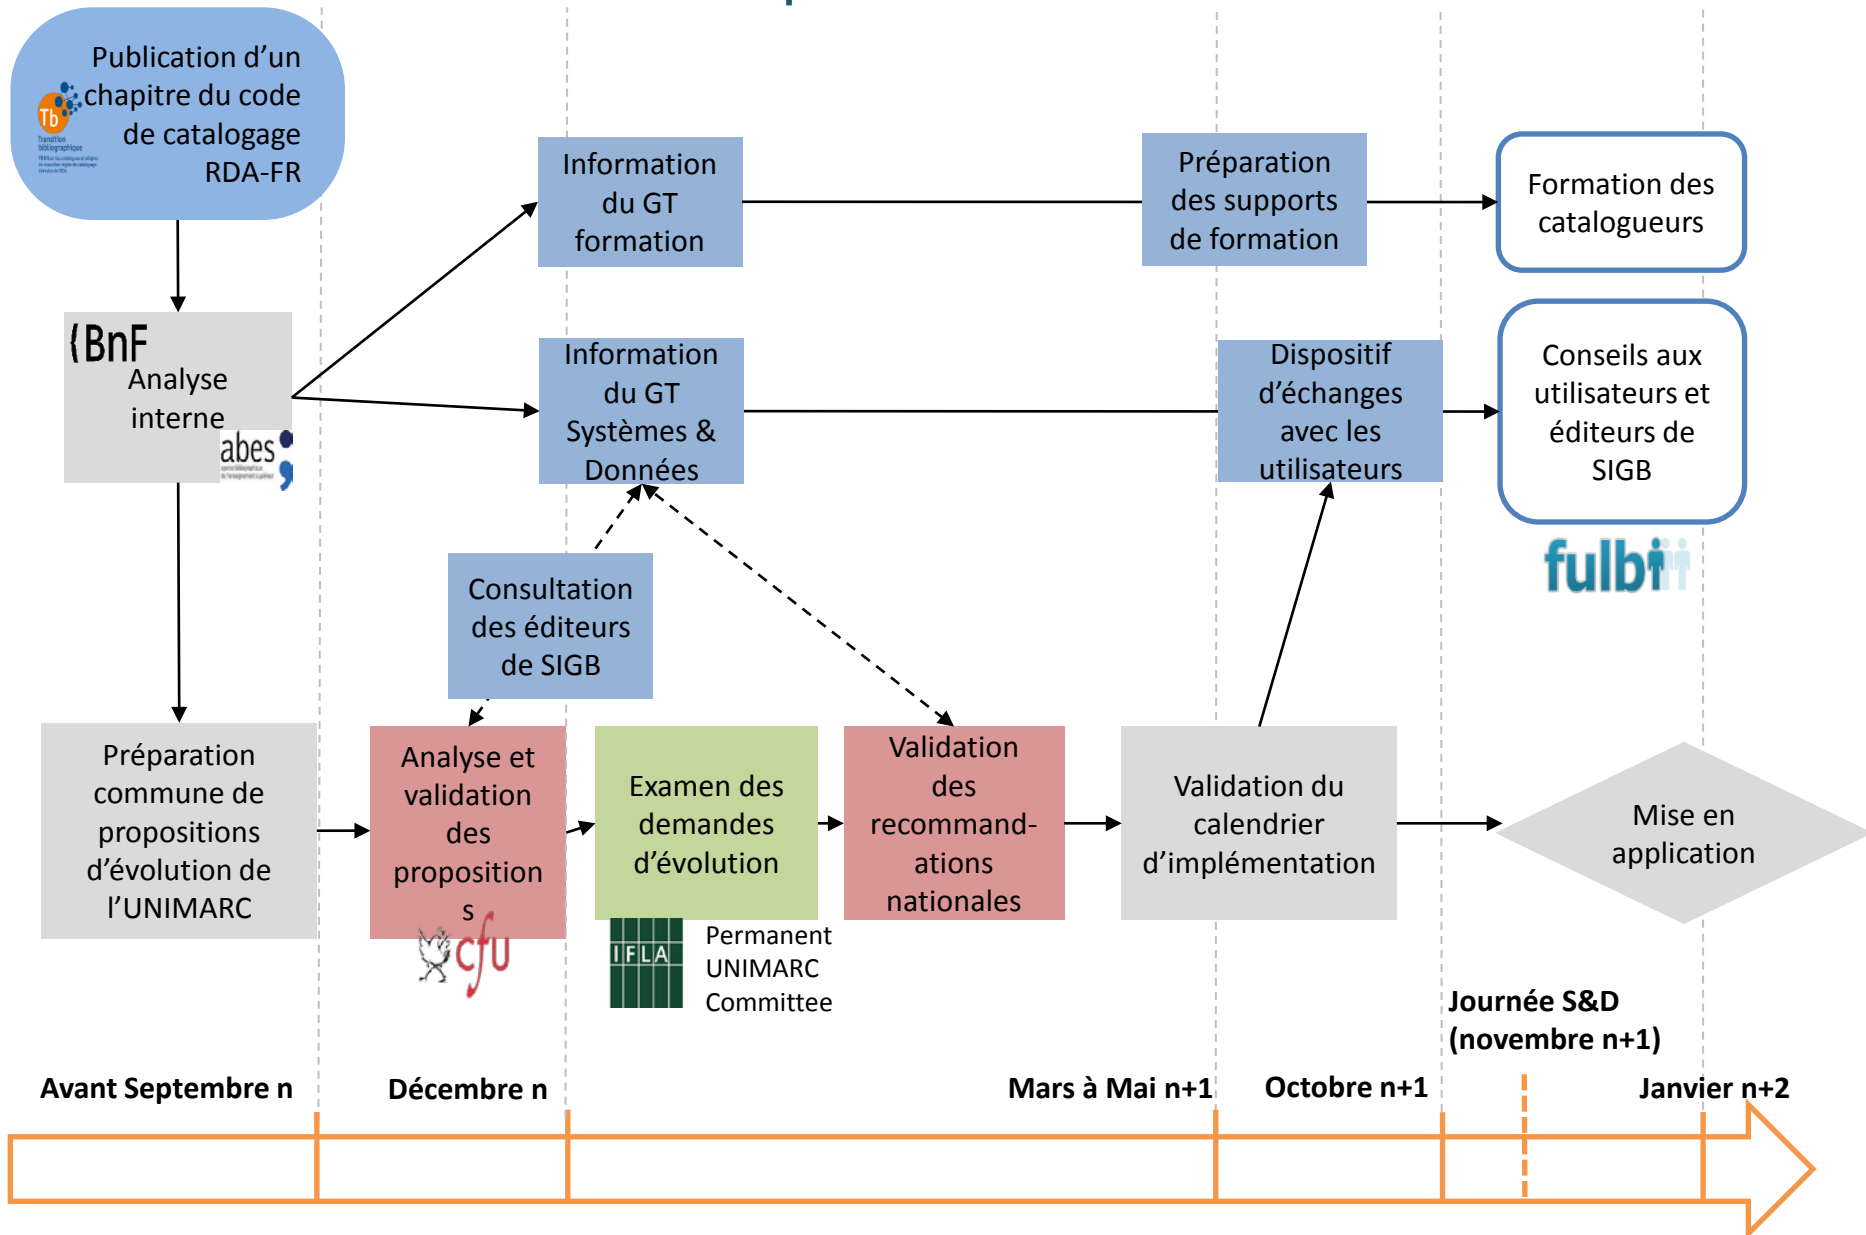 Publication d’un
chapitre du code
de catalogage
RDA-FR
Tb
Transition
bibliographique
Information
du GT
formation
Préparation
des supports
de formation
Formation des
catalogueurs
(BnF
Analyse
interne
abes
Information
du GT
Systèmes &
Données
Dispositif
d’échanges
avec les
utilisateurs
Conseils aux
utilisateurs et
éditeurs de
SIGB
fulbi
Consultation
des éditeurs
de SIGB
Préparation
commune de
propositions
d’évolution de
l’UNIMARC
Analyse et
validation
des
proposition
s
cfu
Examen des
demandes
d’évolution
IFLA
Permanent
UNIMARC
Committee
Validation
des
recommand-
ations
nationales
Validation du
calendrier
d’implémentation
Mise en
application
Journée S&D
(novembre n+1)
Avant Septembre n
Décembre n
Mars à Mai n+1
Octobre n+1
Janvier n+2